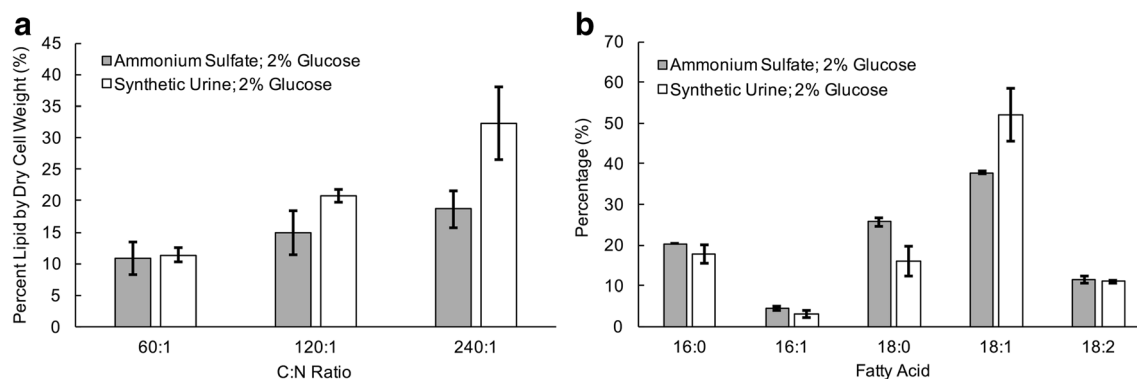 a
Percent Lipid by Dry Cell Weight (%)
50
45
40
35
30
25
20
15
10
5
0
Ammonium Sulfate; 2% Glucose
Synthetic Urine; 2% Glucose
60:1
120:1
240:1
C:N Ratio
b
Percentage (%)
70
60
50
40
30
20
10
0
Ammonium Sulfate; 2% Glucose
Synthetic Urine; 2% Glucose
16:0
16:1
18:0
18:1
18:2
Fatty Acid